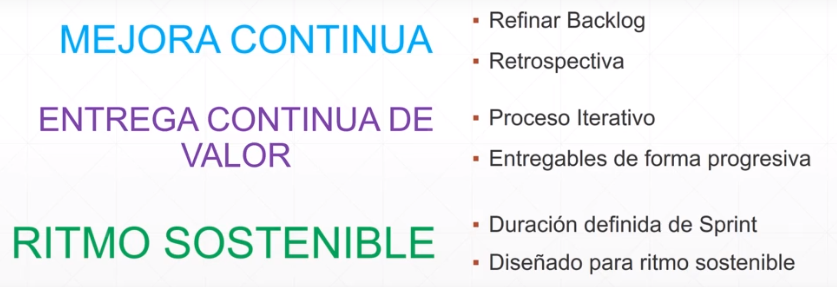 MEJORA CONTINUA
▪ Refinar Backlog
▪ Retrospectiva
ENTREGA CONTINUA DE
VALOR
▪ Proceso Iterativo
▪ Entregables de forma progresiva
RITMO SOSTENIBLE
▪ Duración definida de Sprint
▪ Diseñado para ritmo sostenible